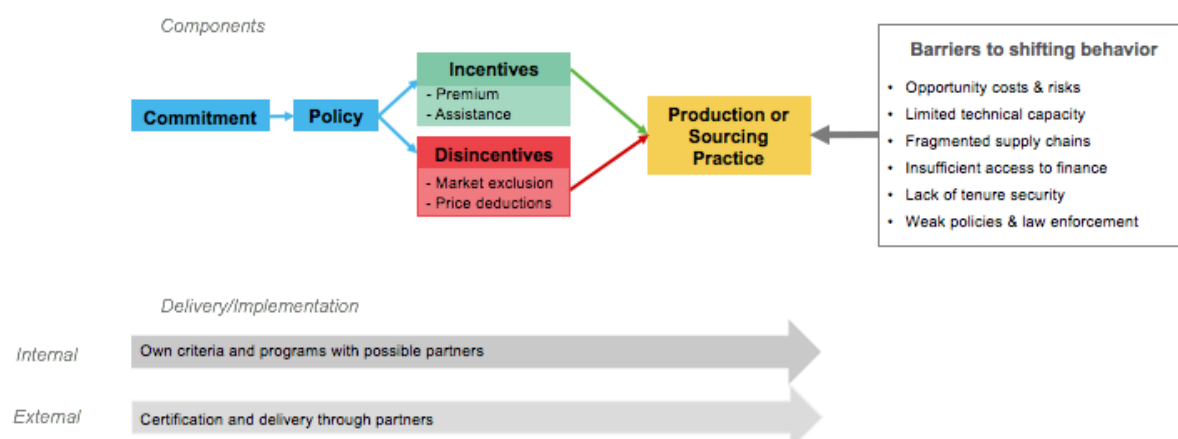 Components
Commitment
Policy
Incentives
- Premium
- Assistance
Disincentives
- Market exclusion
- Price deductions
Production or
Sourcing
Practice
Barriers to shifting behavior
• Opportunity costs & risks
• Limited technical capacity
• Fragmented supply chains
• Insufficient access to finance
• Lack of tenure security
• Weak policies & law enforcement
Delivery/Implementation
Internal
Own criteria and programs with possible partners
External
Certification and delivery through partners